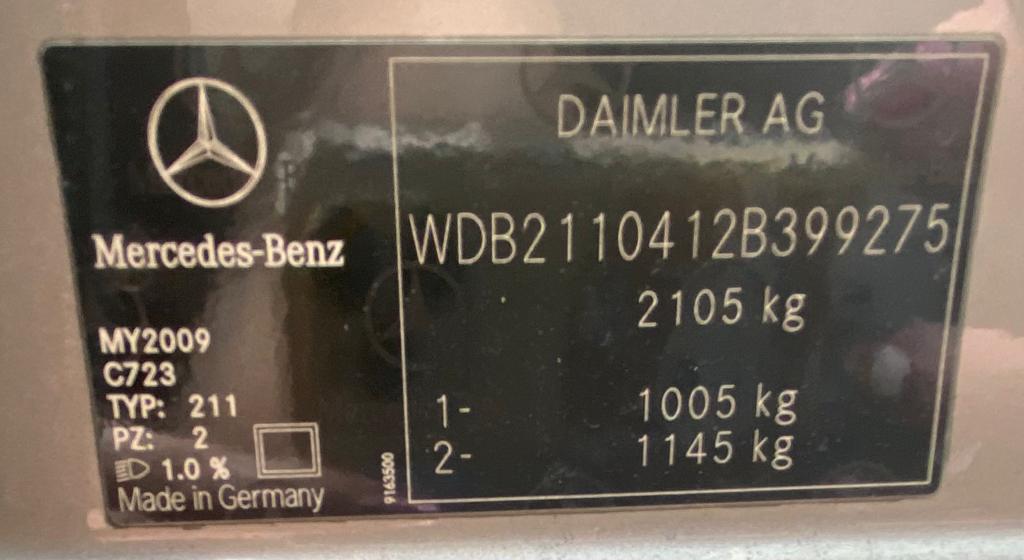 Mercedes-Benz
MY2009
C723
TYP: 211
PZ: 2
1.0 %
Made in Germany
9163500
DAIMLER AG
WDB2110412B399275
2105 kg
1- 1005 kg
2- 1145 kg